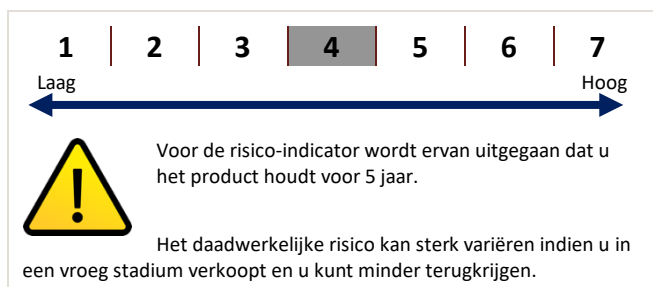 1 2 3 4 5 6 7
Laag Hoog
Voor de risico-indicator wordt ervan uitgegaan dat u
het product houdt voor 5 jaar.
Het daadwerkelijke risico kan sterk variëren indien u in
een vroeg stadium verkoopt en u kunt minder terugkrijgen.